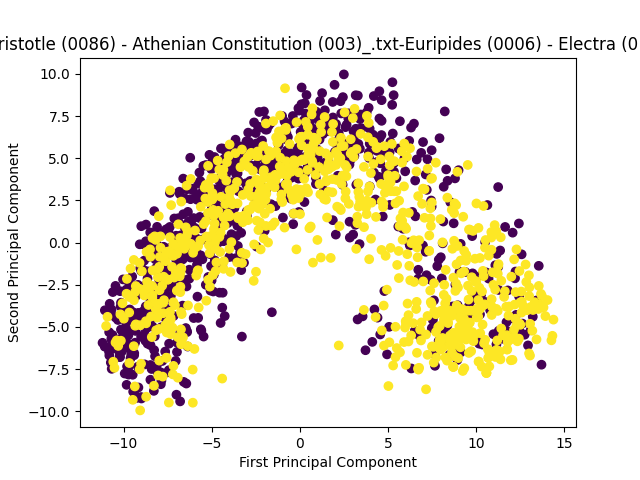 ristotle (0086) - Athenian Constitution (003)_.txt-Euripides (0006) - Electra (0
10.0
7.5
5.0
2.5
0.0
−2.5
−5.0
−7.5
−10.0
Second Principal Component
−10 −5 0 5 10 15
First Principal Component